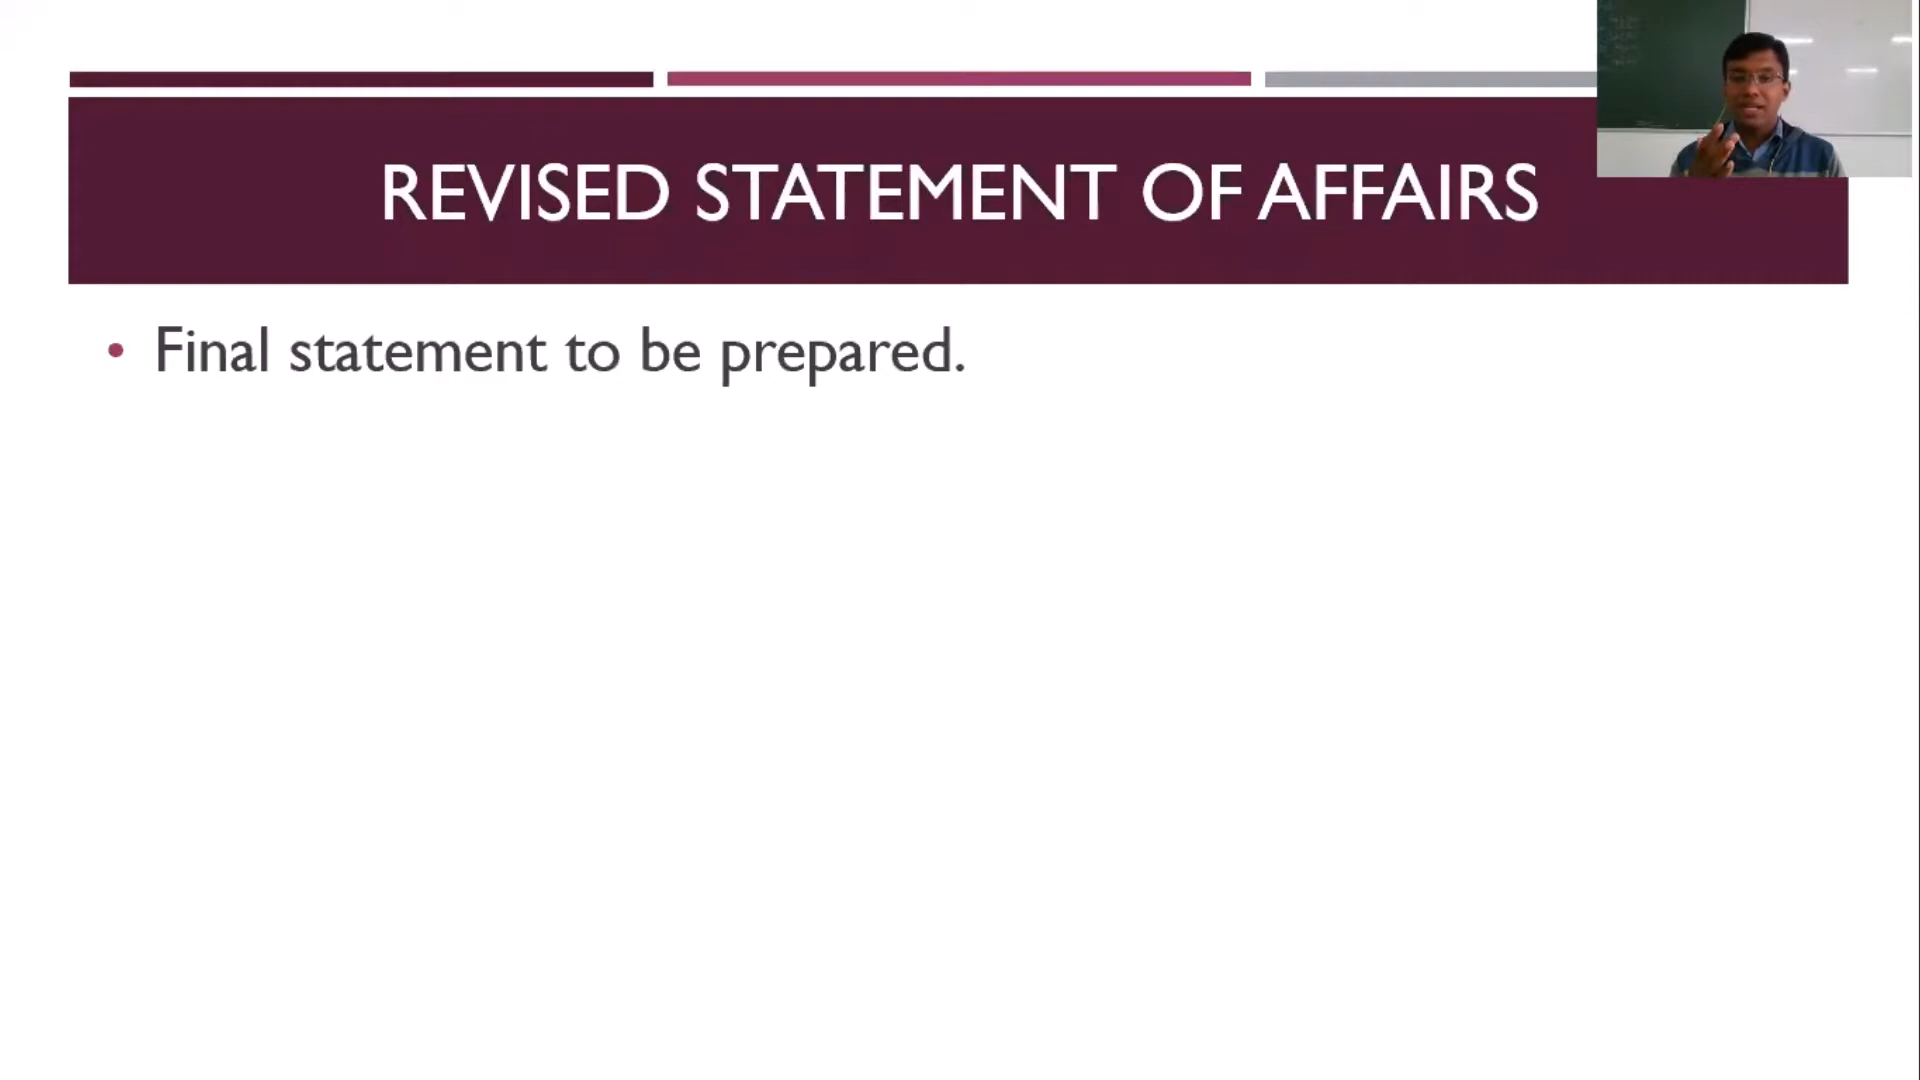 REVISED STATEMENT OF AFFAIRS
• Final statement to be prepared.